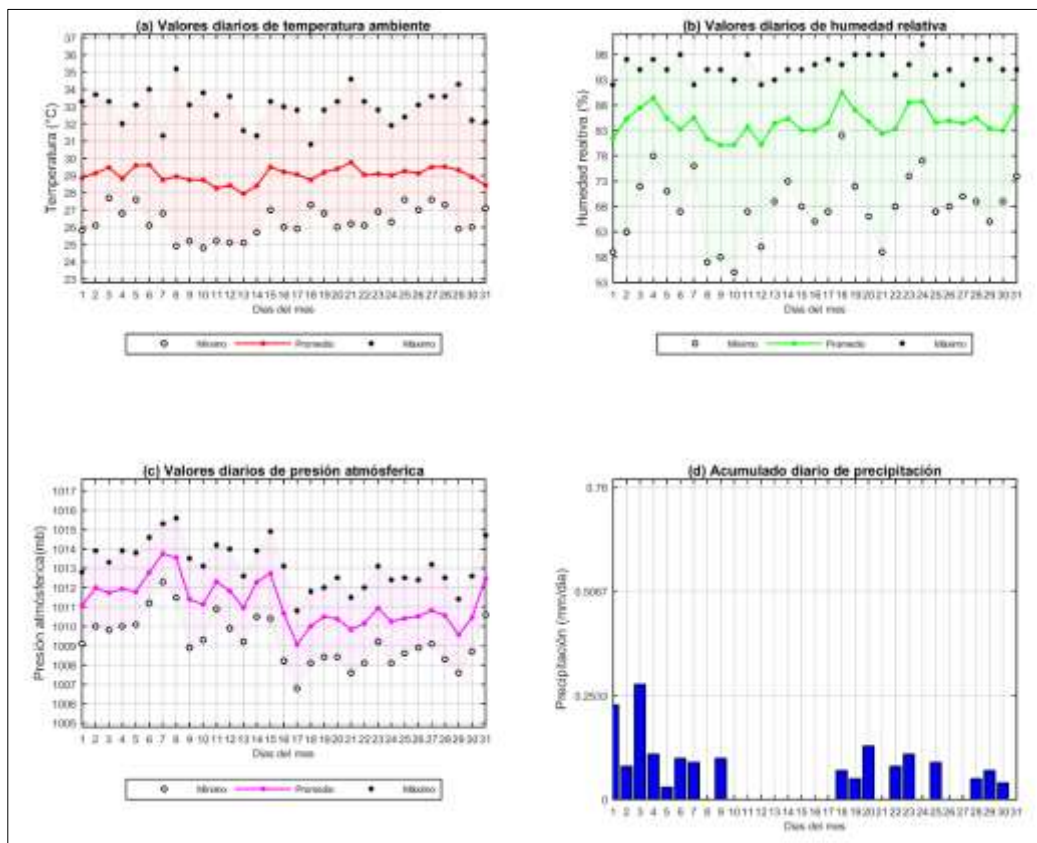 (a) Valores diarios de temperatura ambiente
37
36
35
34
33
32
31
30
29
28
27
26
25
24
23
Temperatura (°C)
1 2 3 4 5 6 7 8 9 10 11 12 13 14 15 16 17 18 19 20 21 22 23 24 25 26 27 28 29 30 31
Dias del mes
Minimo Promedio Máximo
(b) Valores diarios de humedad relativa
98
93
88
83
78
73
68
63
58
53
Humedad realtiva (%)
1 2 3 4 5 6 7 8 9 10 11 12 13 14 15 16 17 18 19 20 21 22 23 24 25 26 27 28 29 30 31
Dias del mes
Minimo Promedio Máximo
(c) Valores diarios de presión atmósferica
1017
1016
1015
1014
1013
1012
1011
1010
1009
1008
1007
1006
1005
Presión atmósferica(mb)
1 2 3 4 5 6 7 8 9 10 11 12 13 14 15 16 17 18 19 20 21 22 23 24 25 26 27 28 29 30 31
Dias del mes
Minimo Promedio Máximo
(d) Acumulado diario de precipitación
0.76
0.5067
0.2533
0
Precipitación (mm/dia)
1 2 3 4 5 6 7 8 9 10 11 12 13 14 15 16 17 18 19 20 21 22 23 24 25 26 27 28 29 30 31
Dias del mes